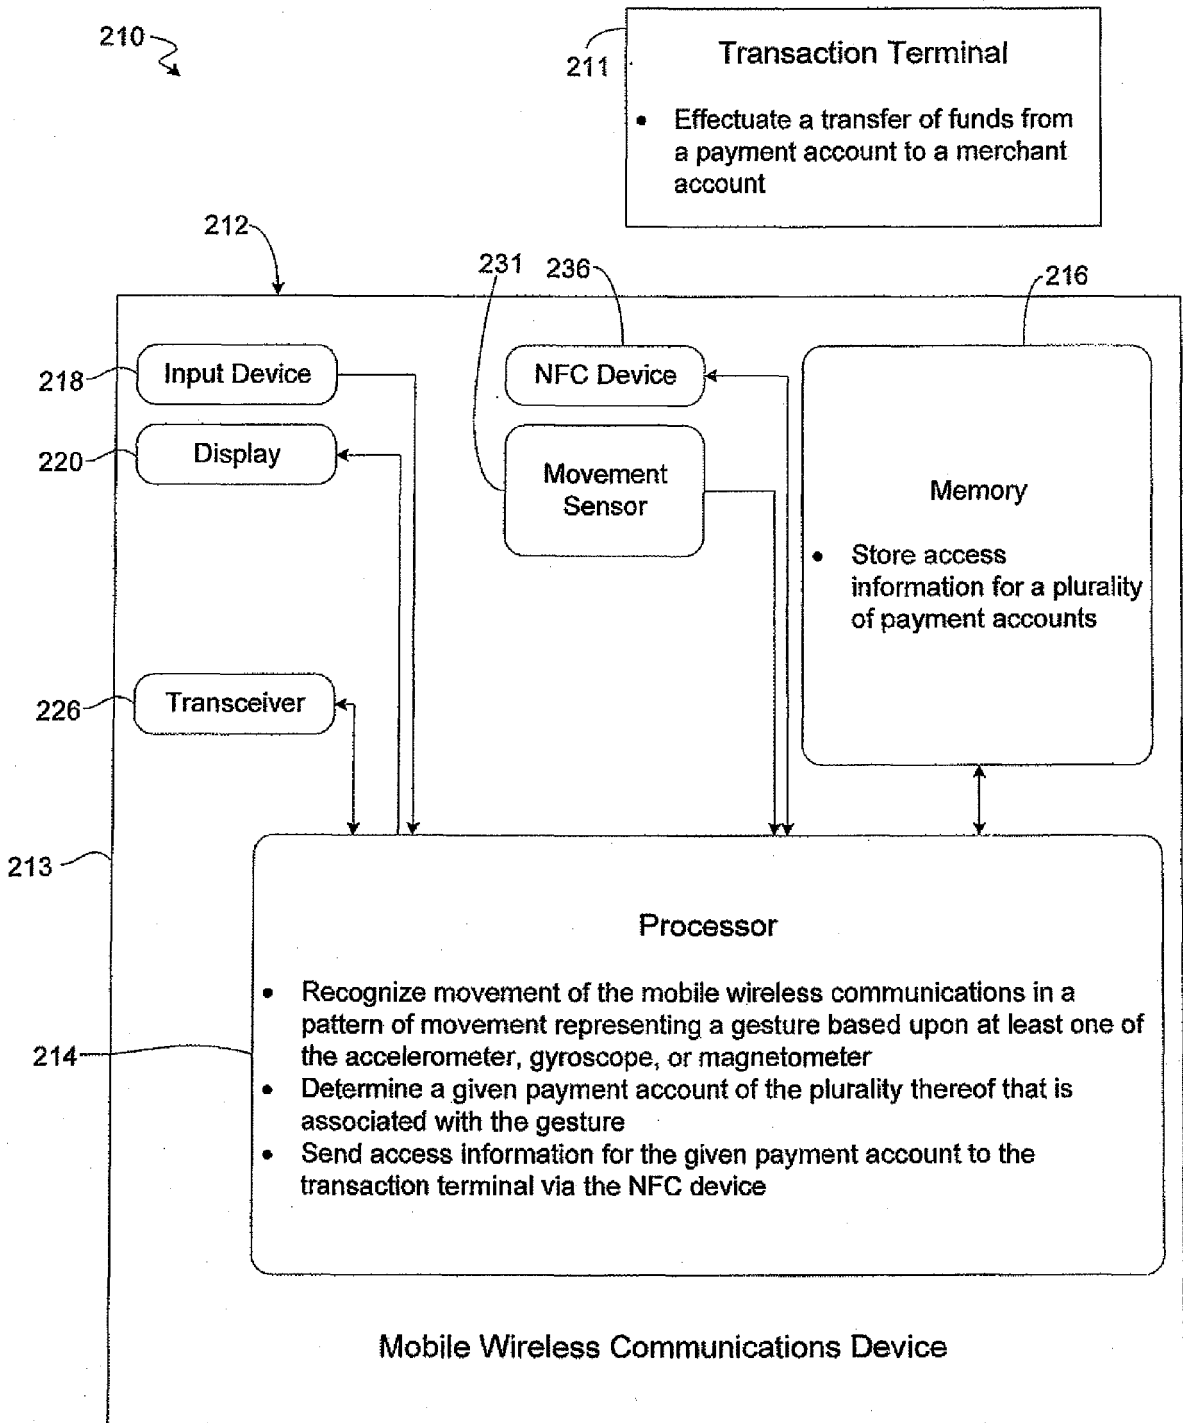 210
211
Transaction Terminal
• Effectuate a transfer of funds from
a payment account to a merchant
account
212
231
236
216
218
Input Device
NFC Device
220
Display
Movement
Sensor
Memory
• Store access
information for a plurality
of payment accounts
226
Transceiver
213
214
Processor
• Recognize movement of the mobile wireless communications in a
pattern of movement representing a gesture based upon at least one of
the accelerometer, gyroscope, or magnetometer
• Determine a given payment account of the plurality thereof that is
associated with the gesture
• Send access information for the given payment account to the
transaction terminal via the NFC device
Mobile Wireless Communications Device